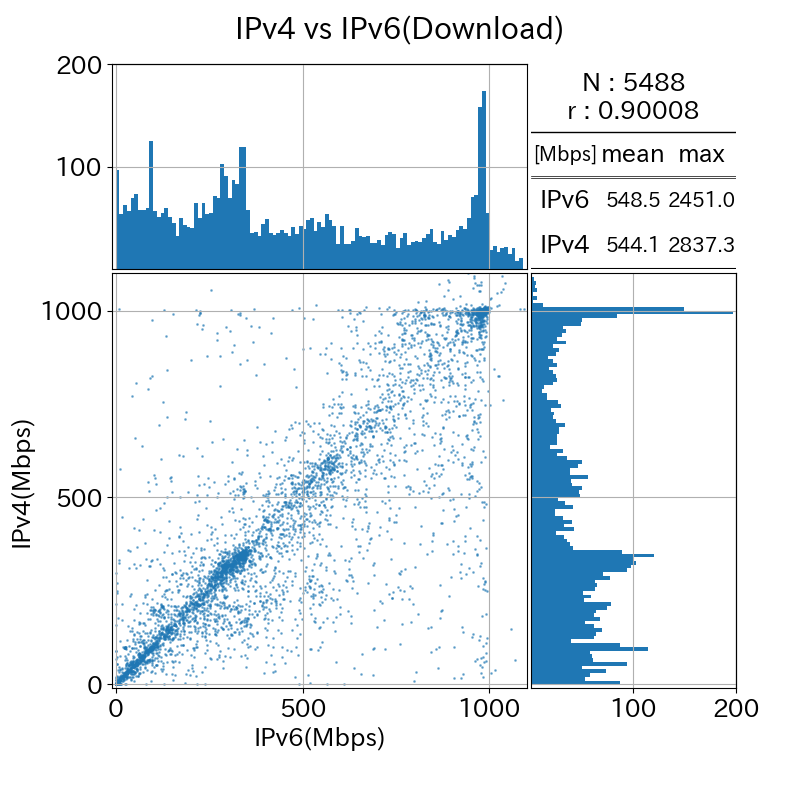 IPv4 vs IPv6(Download)
200
100
N : 5488
r : 0.90008
[Mbps] mean max
IPv6 548.5 2451.0
IPv4 544.1 2837.3
1000
500
0
IPv4(Mbps)
0 500 1000
IPv6(Mbps)
100 200